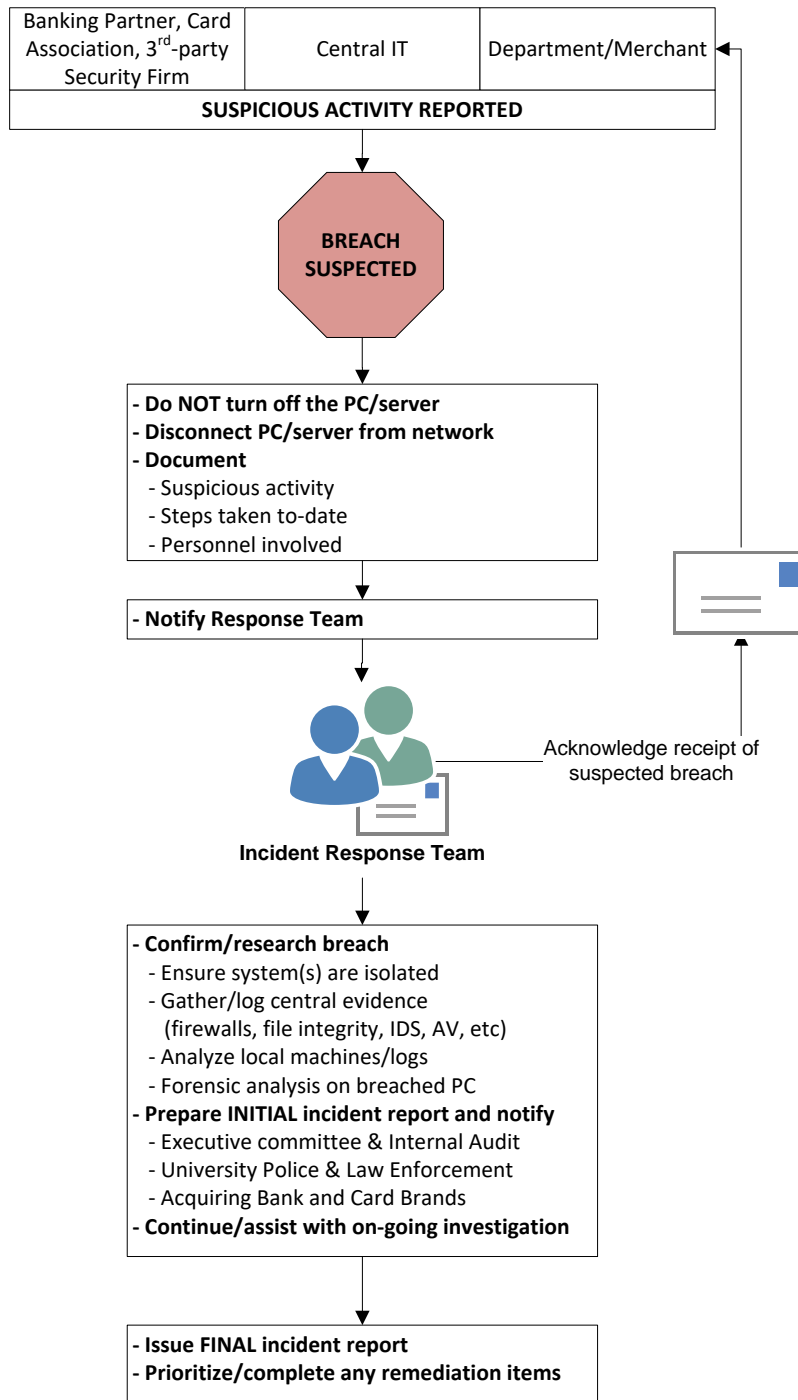 Banking Partner, Card
Association, 3rd-party
Security Firm
Central IT
Department/Merchant
SUSPICIOUS ACTIVITY REPORTED
BREACH
SUSPECTED
- Do NOT turn off the PC/server
- Disconnect PC/server from network
- Document
- Suspicious activity
- Steps taken to-date
- Personnel involved
- Notify Response Team
Acknowledge receipt of
suspected breach
Incident Response Team
- Confirm/research breach
- Ensure system(s) are isolated
- Gather/log central evidence
(firewalls, file integrity, IDS, AV, etc)
- Analyze local machines/logs
- Forensic analysis on breached PC
- Prepare INITIAL incident report and notify
- Executive committee & Internal Audit
- University Police & Law Enforcement
- Acquiring Bank and Card Brands
- Continue/assist with on-going investigation
- Issue FINAL incident report
- Prioritize/complete any remediation items